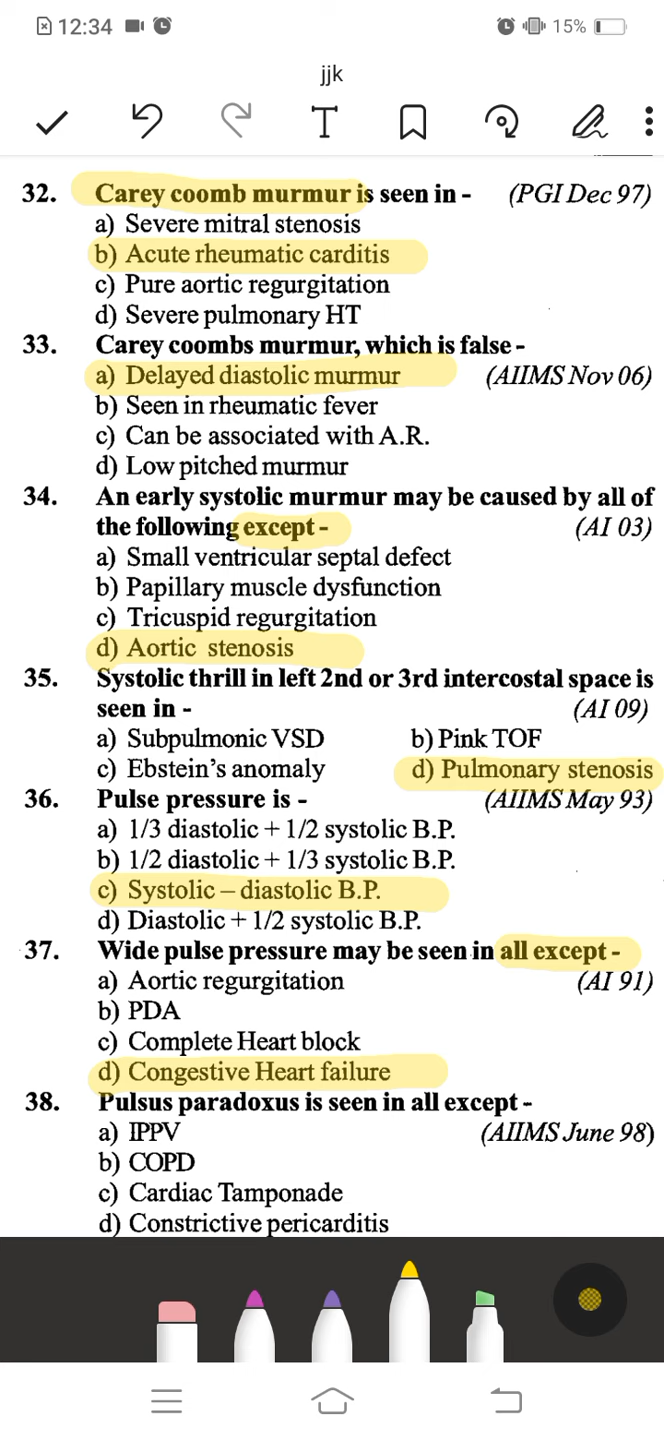 12:34
15%
jjk
T
32. Carey coomb murmur is seen in - (PGI Dec 97)
a) Severe mitral stenosis
b) Acute rheumatic carditis
c) Pure aortic regurgitation
d) Severe pulmonary HT
33. Carey coombs murmur, which is false -
a) Delayed diastolic murmur (AIIMS Nov 06)
b) Seen in rheumatic fever
c) Can be associated with A.R.
d) Low pitched murmur
34. An early systolic murmur may be caused by all of
the following except - (AI 03)
a) Small ventricular septal defect
b) Papillary muscle dysfunction
c) Tricuspid regurgitation
d) Aortic stenosis
35. Systolic thrill in left 2nd or 3rd intercostal space is
seen in - (AI 09)
a) Subpulmonic VSD b) Pink TOF
c) Ebstein's anomaly d) Pulmonary stenosis
36. Pulse pressure is - (AIIMS May 93)
a) 1/3 diastolic + 1/2 systolic B.P.
b) 1/2 diastolic + 1/3 systolic B.P.
c) Systolic – diastolic B.P.
d) Diastolic + 1/2 systolic B.P.
37. Wide pulse pressure may be seen in all except -
a) Aortic regurgitation (AI 91)
b) PDA
c) Complete Heart block
d) Congestive Heart failure
38. Pulsus paradoxus is seen in all except -
a) IPPV (AIIMS June 98)
b) COPD
c) Cardiac Tamponade
d) Constrictive pericarditis